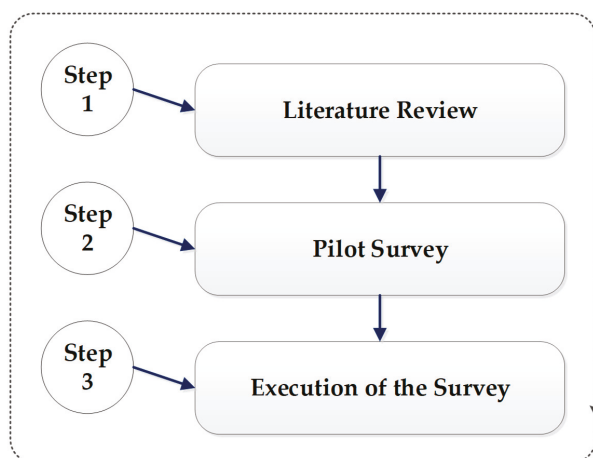 Step
1
Literature Review
Step
2
Pilot Survey
Step
3
Execution of the Survey